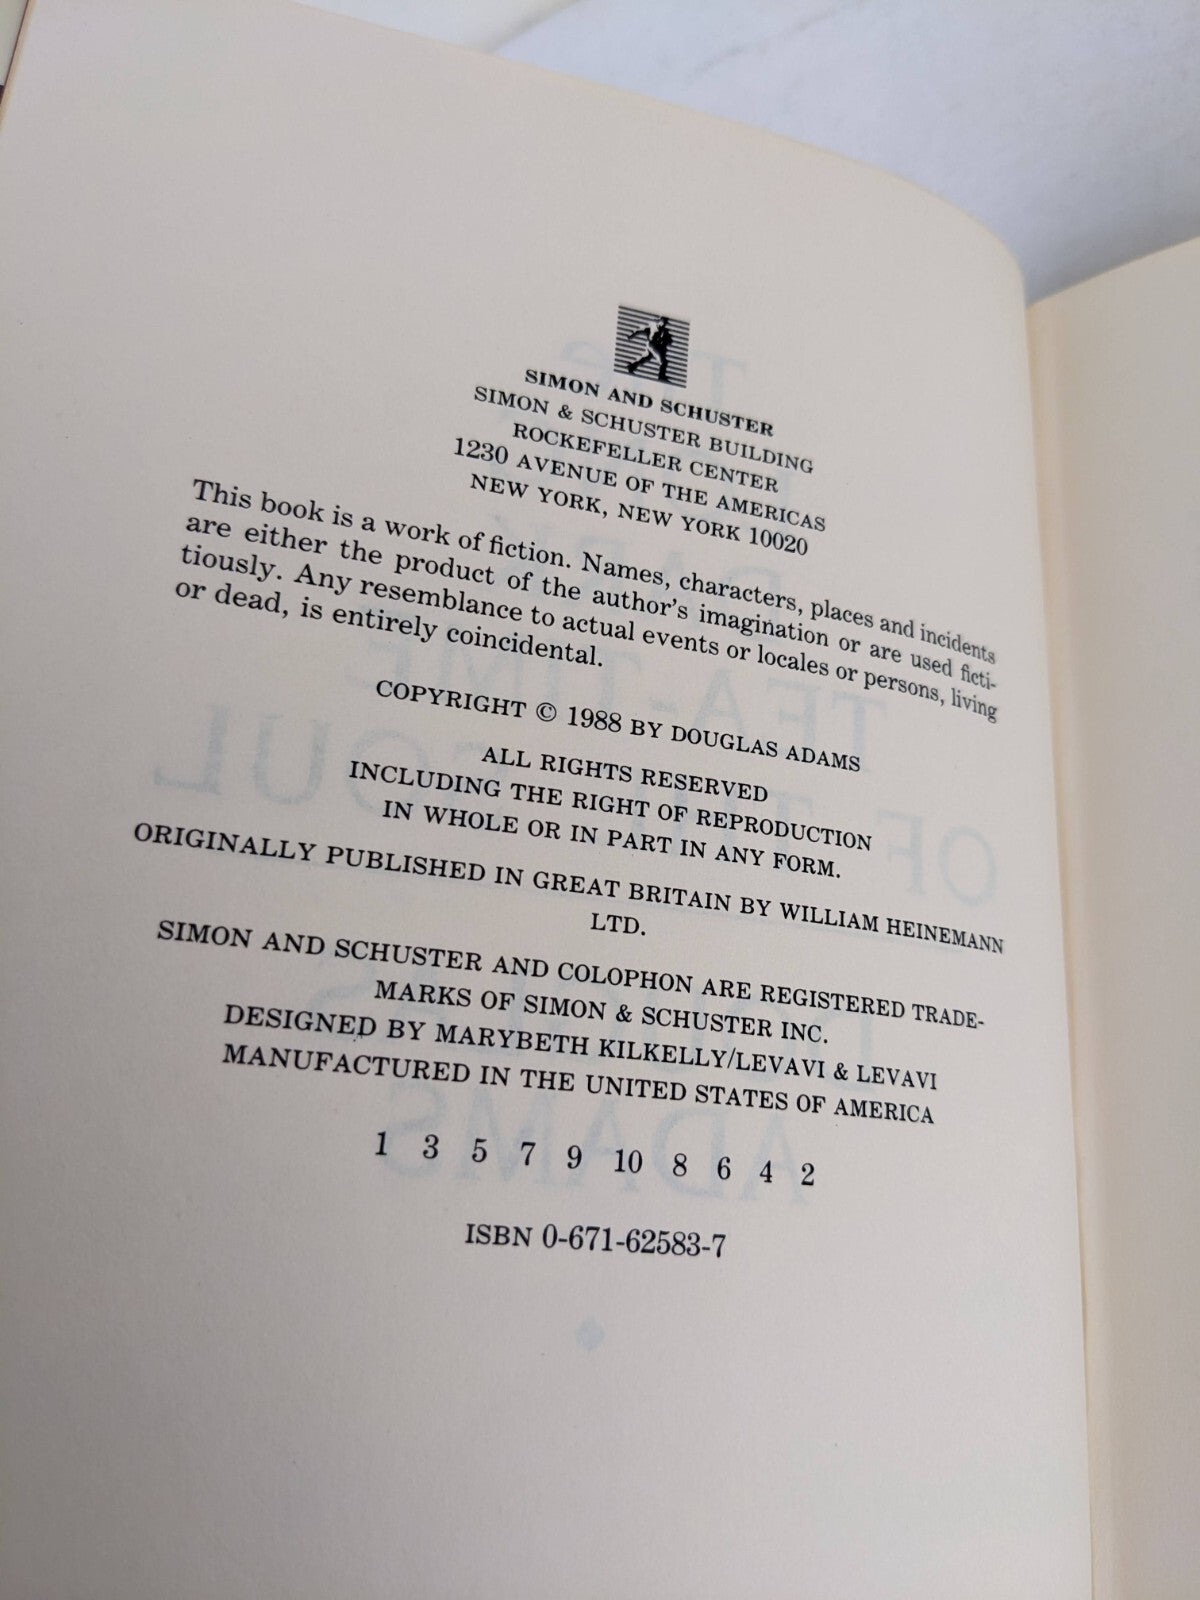 SIMON AND SCHUSTER
SIMON & SCHUSTER BUILDING
ROCKEFELLER CENTER
1230 AVENUE OF THE AMERICAS
NEW YORK, NEW YORK 10020
This book is a work of fiction. Names, characters, places and incidents
are either the product of the author's imagination or are used ficti-
tiously. Any resemblance to actual events or locales or persons, living
or dead, is entirely coincidental.
COPYRIGHT © 1988 BY DOUGLAS ADAMS
ALL RIGHTS RESERVED
INCLUDING THE RIGHT OF REPRODUCTION
IN WHOLE OR IN PART IN ANY FORM.
ORIGINALLY PUBLISHED IN GREAT BRITAIN BY WILLIAM HEINEMANN
LTD.
SIMON AND SCHUSTER AND COLOPHON ARE REGISTERED TRADE-
MARKS OF SIMON & SCHUSTER INC.
DESIGNED BY MARYBETH KILKELLY/LEVAVI & LEVAVI
MANUFACTURED IN THE UNITED STATES OF AMERICA
1 3 5 7 9 10 8 6 4 2
ISBN 0-671-62583-7